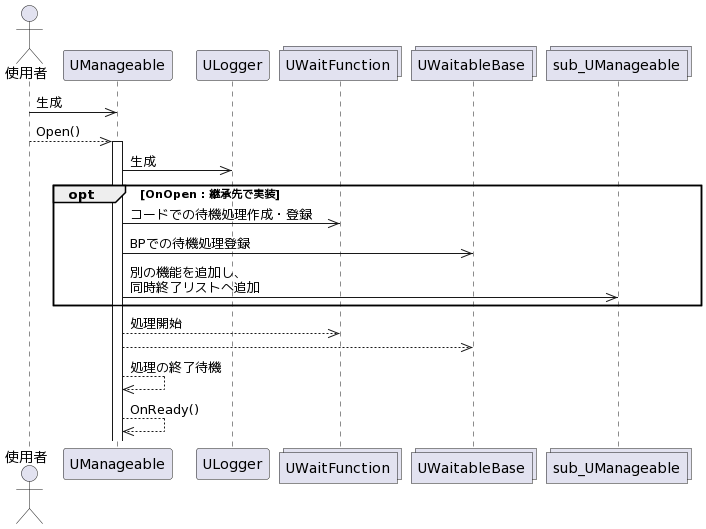 使用者
UManageable
ULogger
UWaitFunction
UWaitableBase
sub_UManageable
生成
Open()
生成
opt
[OnOpen : 継承先で実装]
コードでの待機処理作成・登録
BPでの待機処理登録
別の機能を追加し、
同時終了リストへ追加
処理開始
処理の終了待機
OnReady()
使用者
UManageable
ULogger
UWaitFunction
UWaitableBase
sub_UManageable